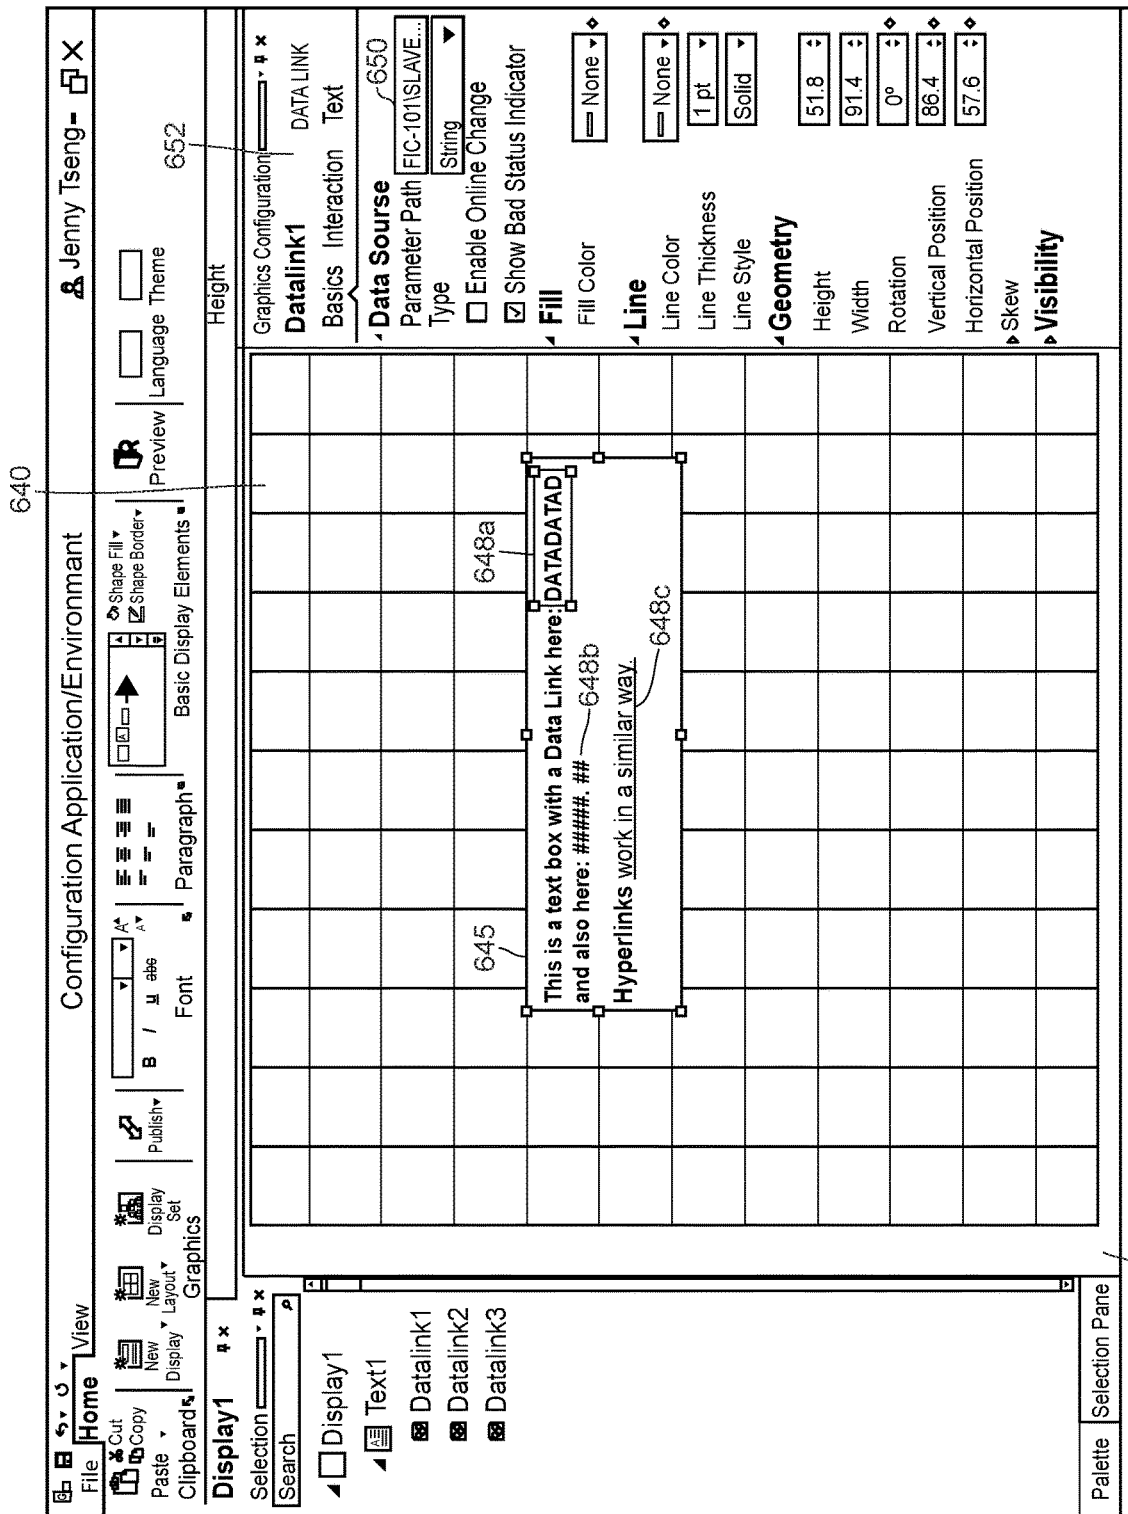 640
Configuration Application/Environmant
Jenny Tseng
File Home View
Cut
Copy
Paste
Clipboard
New Display
New Layout
Display Set
Graphics
Publish
B I u abc
A A
Font
Paragraph
A
Shape Fill
Shape Border
Basic Display Elements
Preview
Language Theme
652
Display1
Height
Selection
Search
Display1
Text1
Datalink1
Datalink2
Datalink3
Palette Selection Pane
645
648a
This is a text box with a Data Link here: DATADATAD
and also here: #####. ##
648b
Hyperlinks work in a similar way.
648c
Graphics Configuration
Datalink1 DATA LINK
Basics Interaction Text
Data Sourse
650
Parameter Path FIC-101\SLAVE...
Type String
Enable Online Change
Show Bad Status Indicator
Fill
Fill Color None
Line
Line Color None
Line Thickness 1 pt
Line Style Solid
Geometry
Height 51.8
Width 91.4
Rotation 0º
Vertical Position 86.4
Horizontal Position 57.6
Skew
Visibility